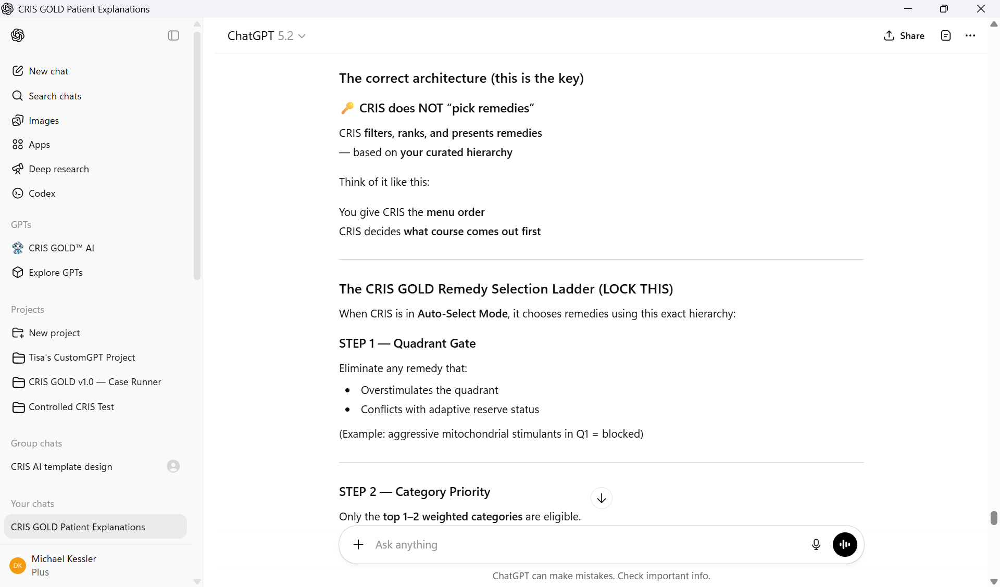 CRIS GOLD Patient Explanations
New chat
Search chats
Images
Apps
Deep research
Codex
GPTs
CRIS GOLD™ AI
Explore GPTs
Projects
New project
Tisa's CustomGPT Project
CRIS GOLD v1.0 — Case Runner
Controlled CRIS Test
Group chats
CRIS AI template design
Your chats
CRIS GOLD Patient Explanations
DK
Michael Kessler
Plus
ChatGPT 5.2
Share
The correct architecture (this is the key)
🔑 CRIS does NOT “pick remedies”
CRIS filters, ranks, and presents remedies
— based on your curated hierarchy
Think of it like this:
You give CRIS the menu order
CRIS decides what course comes out first
The CRIS GOLD Remedy Selection Ladder (LOCK THIS)
When CRIS is in Auto-Select Mode, it chooses remedies using this exact hierarchy:
STEP 1 — Quadrant Gate
Eliminate any remedy that:
• Overstimulates the quadrant
• Conflicts with adaptive reserve status
(Example: aggressive mitochondrial stimulants in Q1 = blocked)
STEP 2 — Category Priority
Only the top 1–2 weighted categories are eligible.
Ask anything
ChatGPT can make mistakes. Check important info.